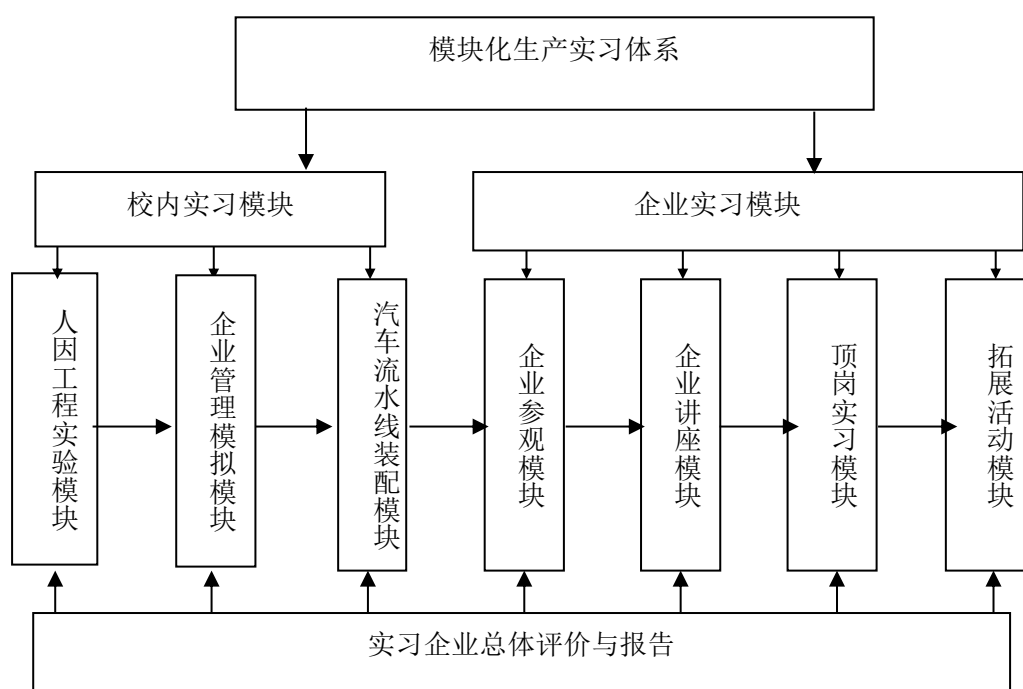 模块化生产实习体系
校内实习模块
企业实习模块
人因工程实验模块
企业管理模拟模块
汽车流水线装配模块
企业参观模块
企业讲座模块
顶岗实习模块
拓展活动模块
实习企业总体评价与报告